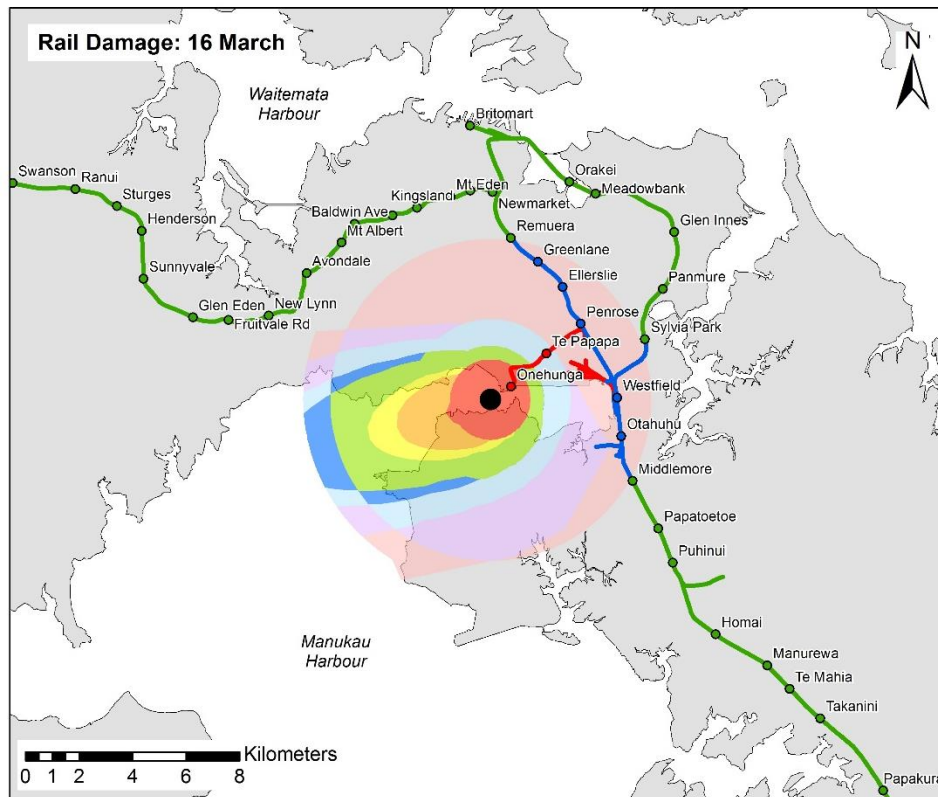 Rail Damage: 16 March
N
Waitemata
Harbour
Britomart
Swanson
Ranui
Sturges
Henderson
Sunnyvale
Glen Eden
Fruitvale Rd
New Lynn
Avondale
Mt Albert
Baldwin Ave
Kingsland
Mt Eden
Newmarket
Orakei
Meadowbank
Glen Innes
Remuera
Greenlane
Ellerslie
Panmure
Penrose
Sylvia Park
Te Papapa
Onehunga
Westfield
Otahuhu
Middlemore
Papatoetoe
Puhinui
Homai
Manukau
Harbour
Manurewa
Te Mahia
Takanini
Papakura
Kilometers
0 1 2 4 6 8